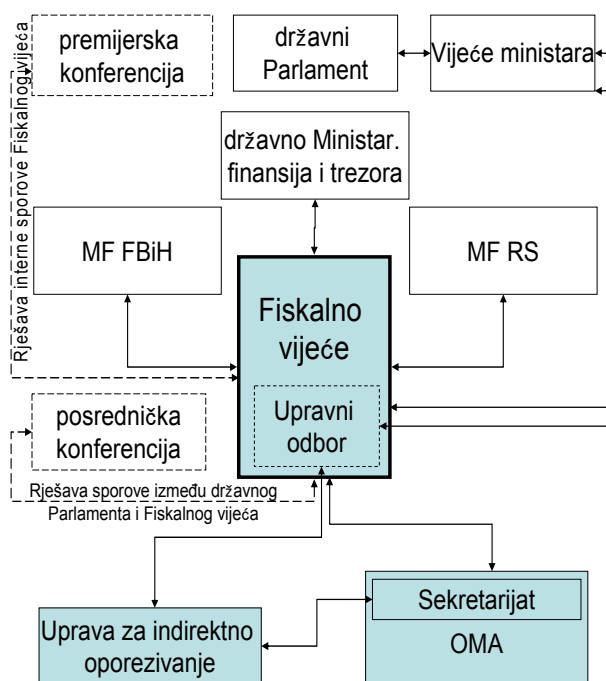 premijerska
konferencija
državni
Parlament
Vijeće ministara
Rješava interne sporove Fiskalnog vijeća
državno Ministar.
finansija i trezora
MF FBiH
MF RS
Fiskalno
vijeće
Upravni
odbor
posrednička
konferencija
Rješava sporove između državnog
Parlamenta i Fiskalnog vijeća
Uprava za indirektno
oporezivanje
Sekretarijat
OMA